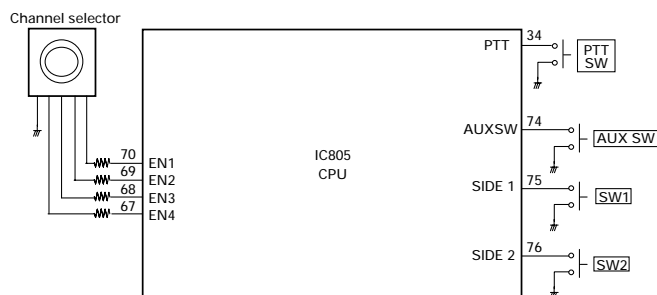 Channel selector
34
PTT
PTT
SW
74
AUXSW
AUX SW
70
EN1
IC805
69
EN2
CPU
75
68
EN3
SIDE 1
SW1
67
EN4
76
SIDE 2
SW2